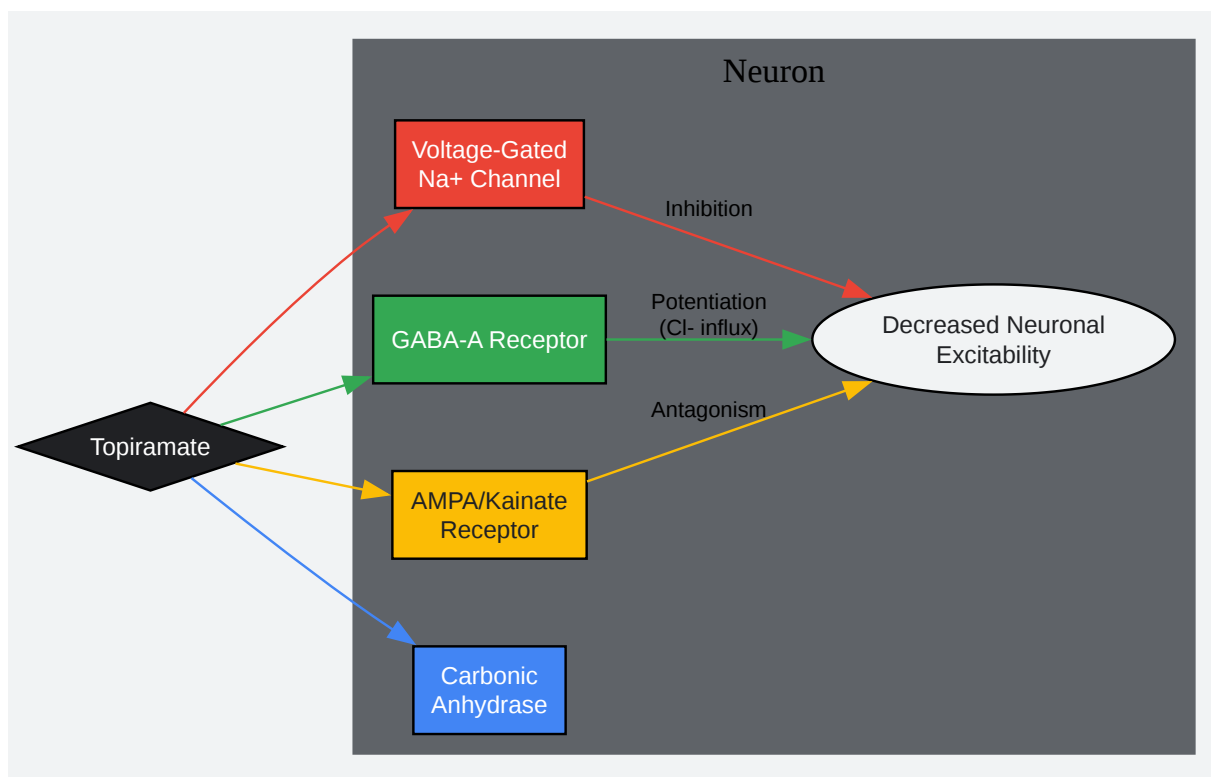 Neuron
Voltage-Gated
Na+ Channel
Inhibition
Potentiation
(Cl- influx)
GABA-A Receptor
Decreased Neuronal
Excitability
Antagonism
Topiramate
AMPA/Kainate
Receptor
Carbonic
Anhydrase